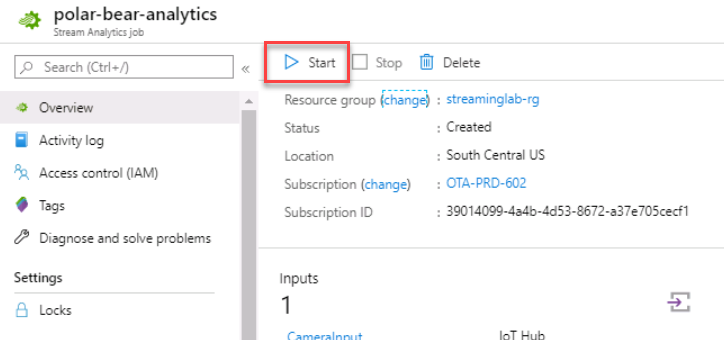 polar-bear-analytics
Stream Analytics job
Search (Ctrl+/)
«
Overview
Activity log
Access control (IAM)
Tags
Diagnose and solve problems
Settings
Locks
Start
Stop
Delete
Resource group (change) : streaminglab-rg
Status : Created
Location : South Central US
Subscription (change) : OTA-PRD-602
Subscription ID : 39014099-4a4b-4d53-8672-a37e705cecf1
Inputs
1
CameraInput IoT Hub